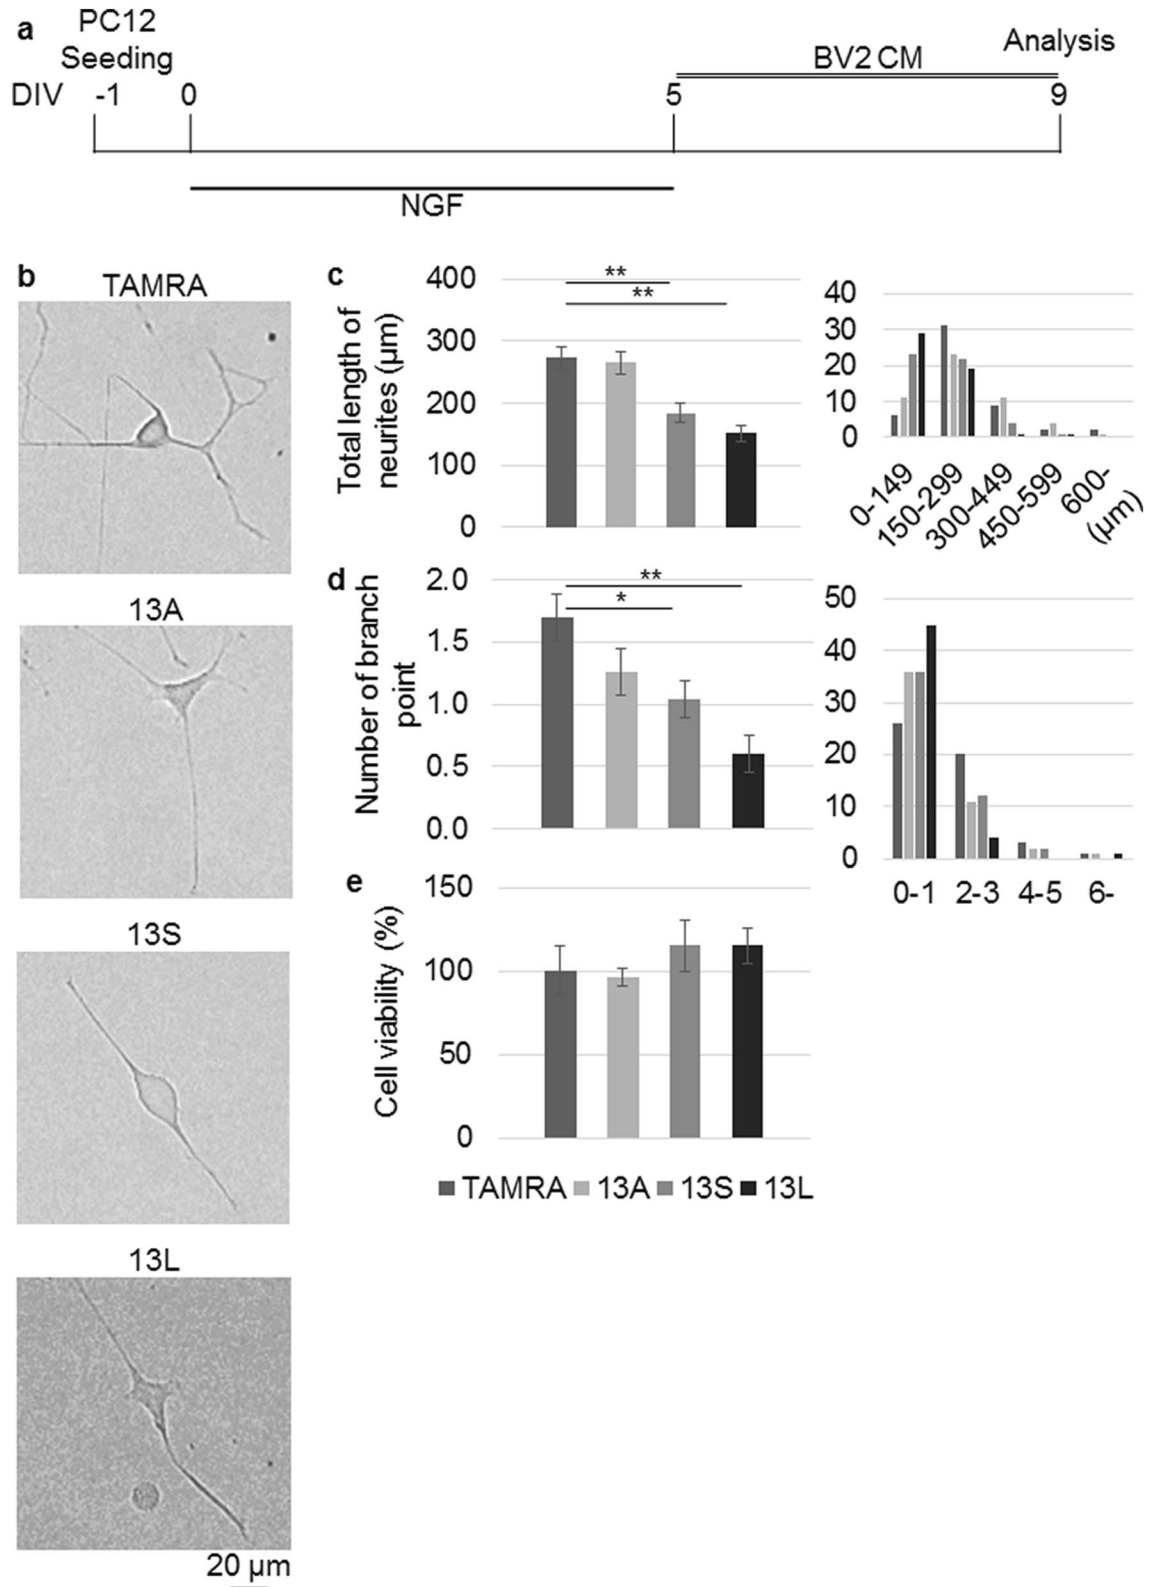 a
PC12
Seeding
Analysis
BV2 CM
DIV -1 0 5 9
NGF
b
TAMRA
13A
13S
13L
20 µm
c
Total length of
neurites (µm)
400
300
200
100
0
**
**
40
30
20
10
0
0-149
150-299
300-449
450-599
600-
(µm)
d
Number of branch
point
2.0
1.5
1.0
0.5
0.0
**
*
50
40
30
20
10
0
0-1 2-3 4-5 6-
e
Cell viability (%)
150
100
50
0
TAMRA 13A 13S 13L